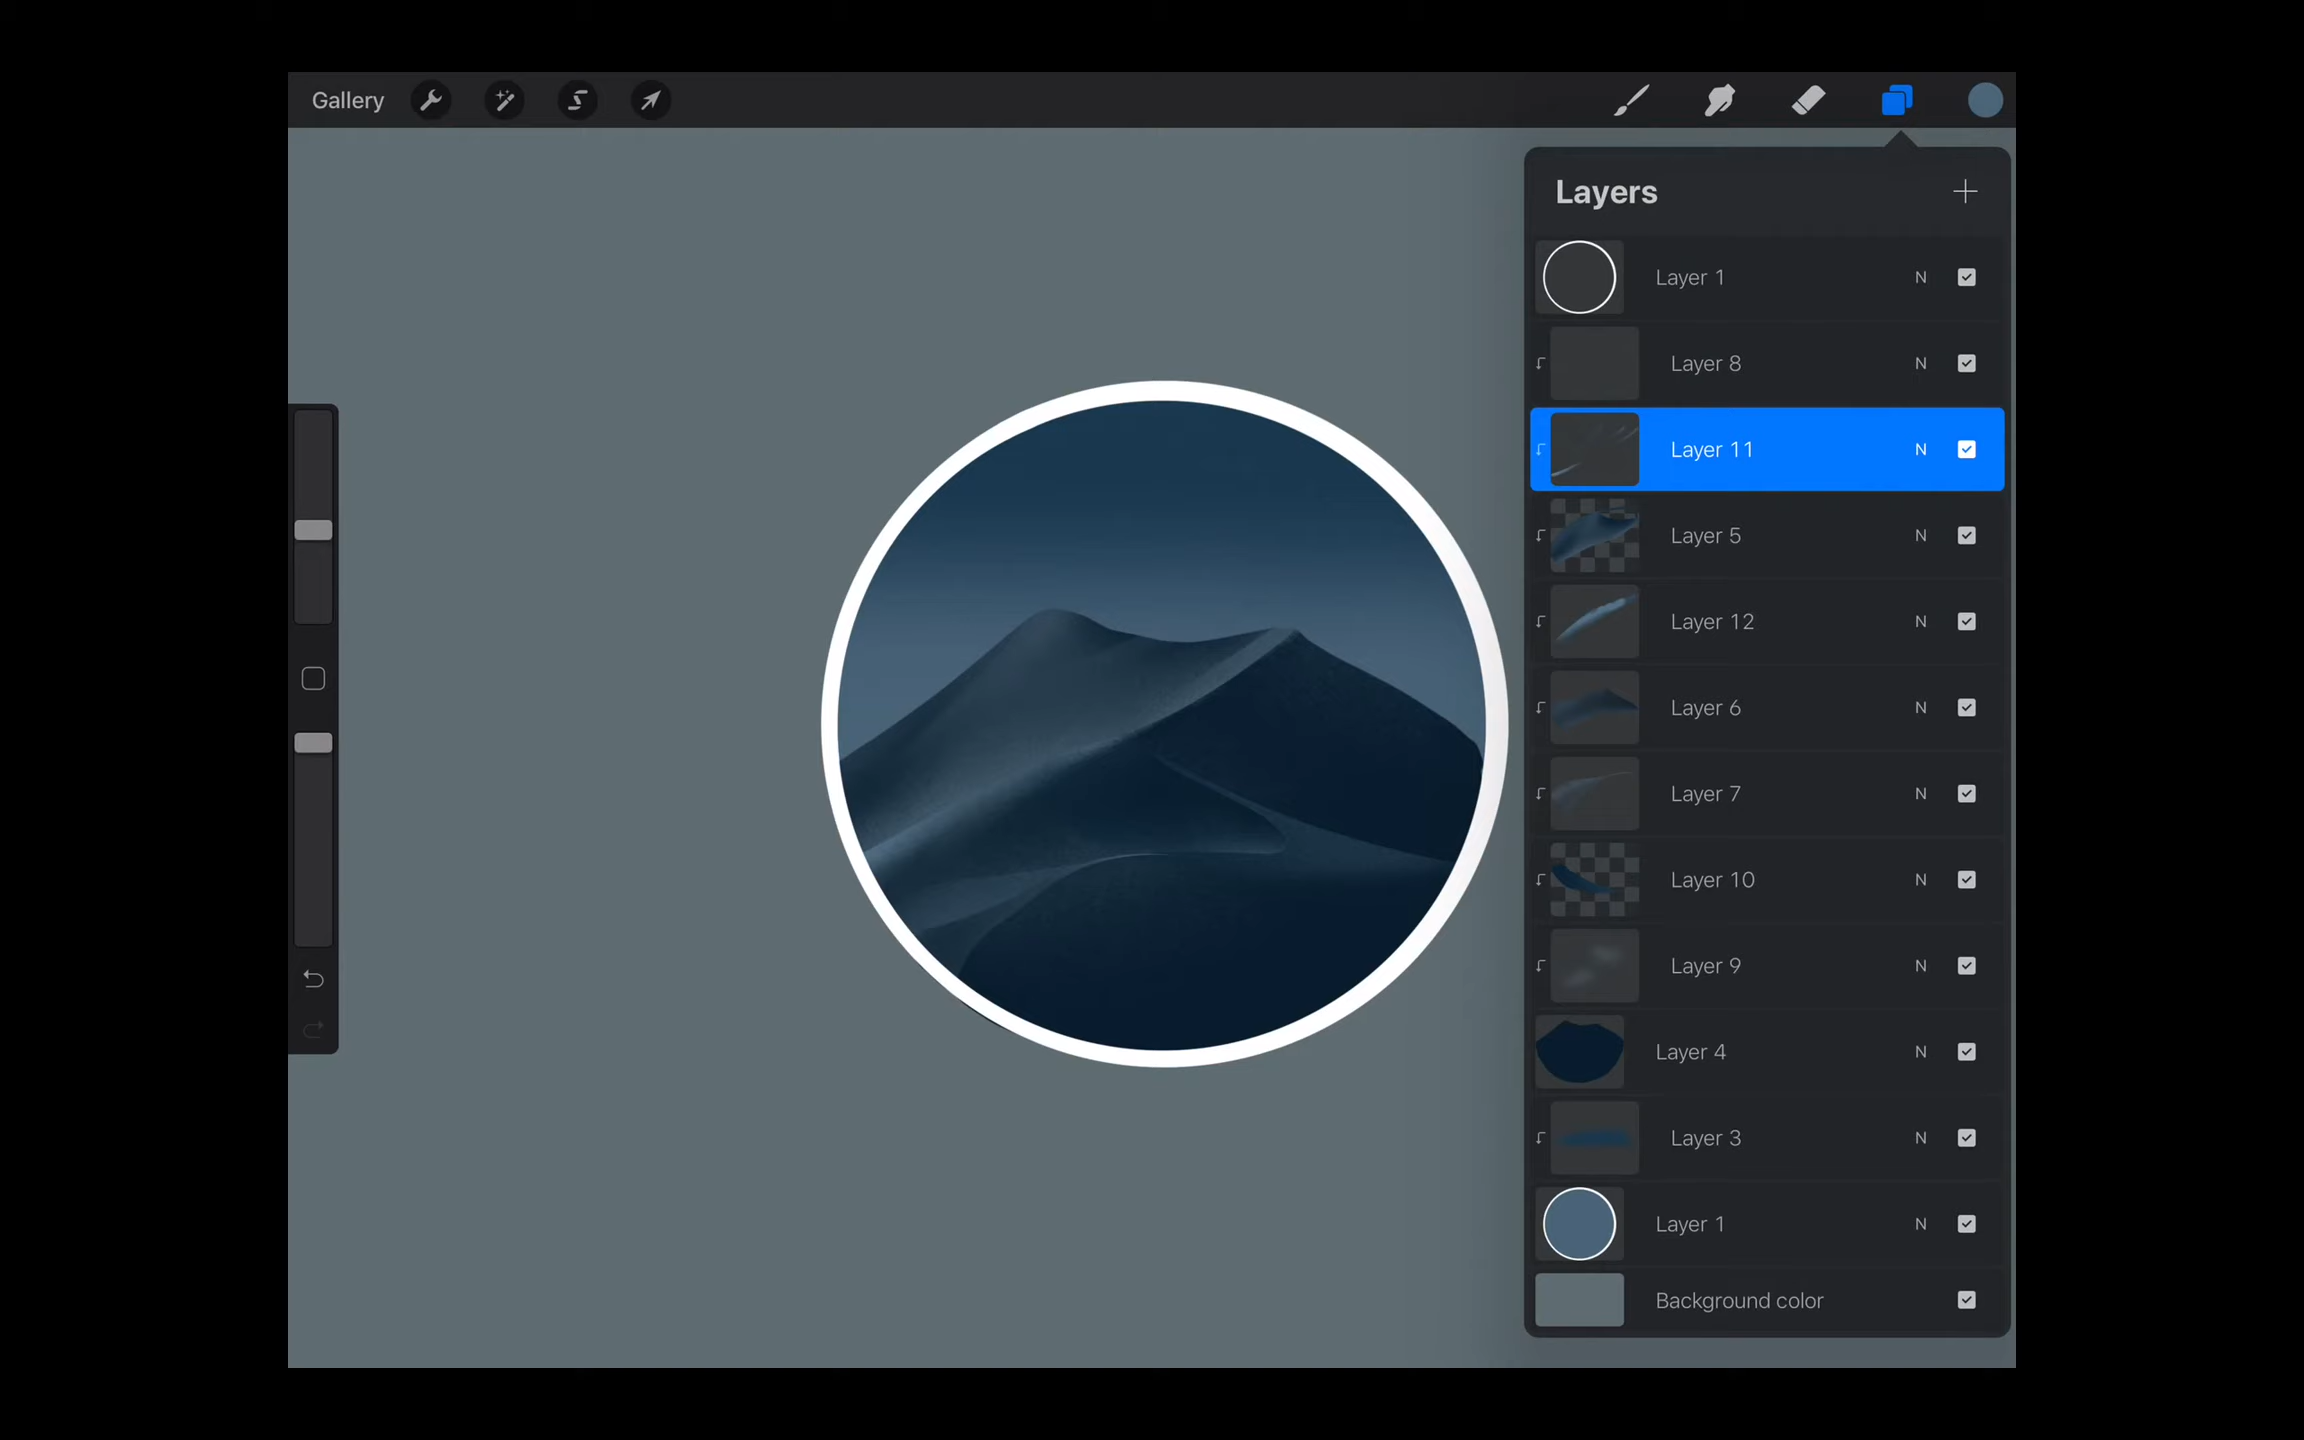 Gallery
Layers
Layer 1 N
Layer 8 N
Layer 11 N
Layer 5 N
Layer 12 N
Layer 6 N
Layer 7 N
Layer 10 N
Layer 9 N
Layer 4 N
Layer 3 N
Layer 1 N
Background color